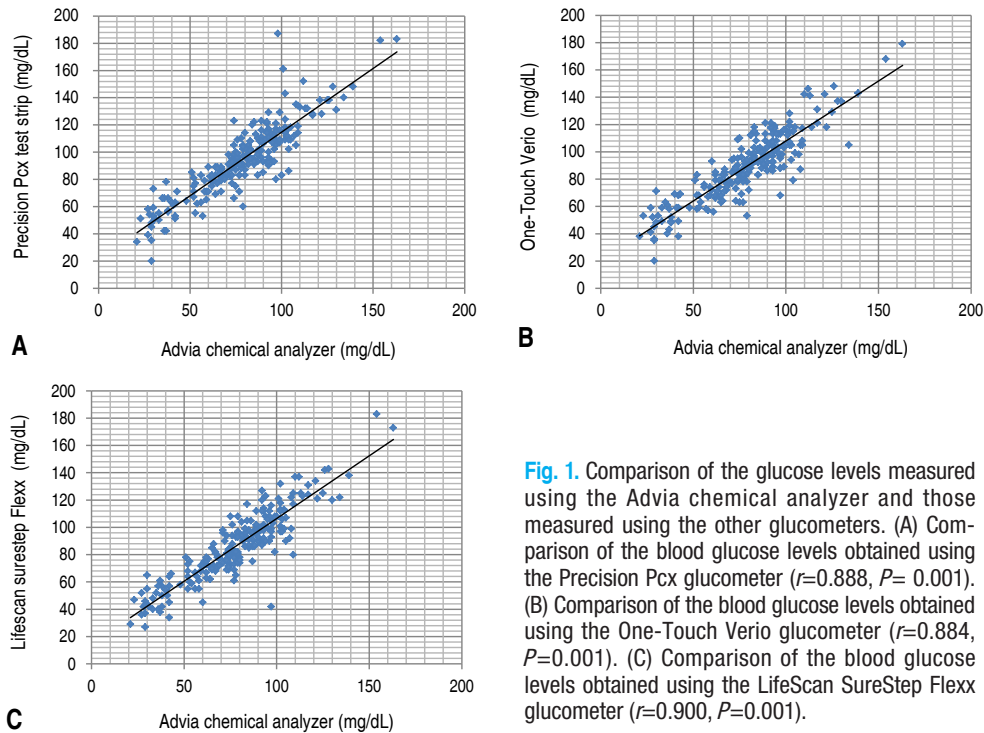 200
180
160
140
120
100
80
60
40
20
0
Precision Pcx test strip (mg/dL)
0 50 100 150 200
A
Advia chemical analyzer (mg/dL)
200
180
160
140
120
100
80
60
40
20
0
One-Touch Verio (mg/dL)
0 50 100 150 200
B
Advia chemical analyzer (mg/dL)
200
180
160
140
120
100
80
60
40
20
0
Lifescan surestep Flexx (mg/dL)
0 50 100 150 200
C
Advia chemical analyzer (mg/dL)
Fig. 1. Comparison of the glucose levels measured
using the Advia chemical analyzer and those
measured using the other glucometers. (A) Com-
parison of the blood glucose levels obtained using
the Precision Pcx glucometer (r=0.888, P= 0.001).
(B) Comparison of the blood glucose levels obtained
using the One-Touch Verio glucometer (r=0.884,
P=0.001). (C) Comparison of the blood glucose
levels obtained using the LifeScan SureStep Flexx
glucometer (r=0.900, P=0.001).